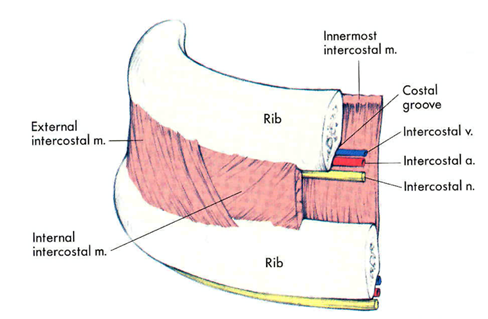 Innermost
intercostal m.
Costal
groove
Rib
External
intercostal m.
Intercostal v.
Intercostal a.
Intercostal n.
Internal
intercostal m.
Rib